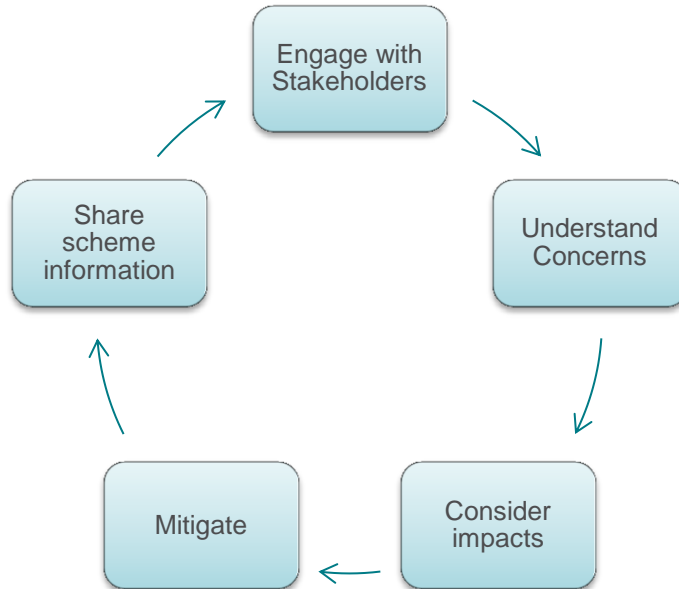 Engage with
Stakeholders
Understand
Concerns
Consider
impacts
Mitigate
Share
scheme
information